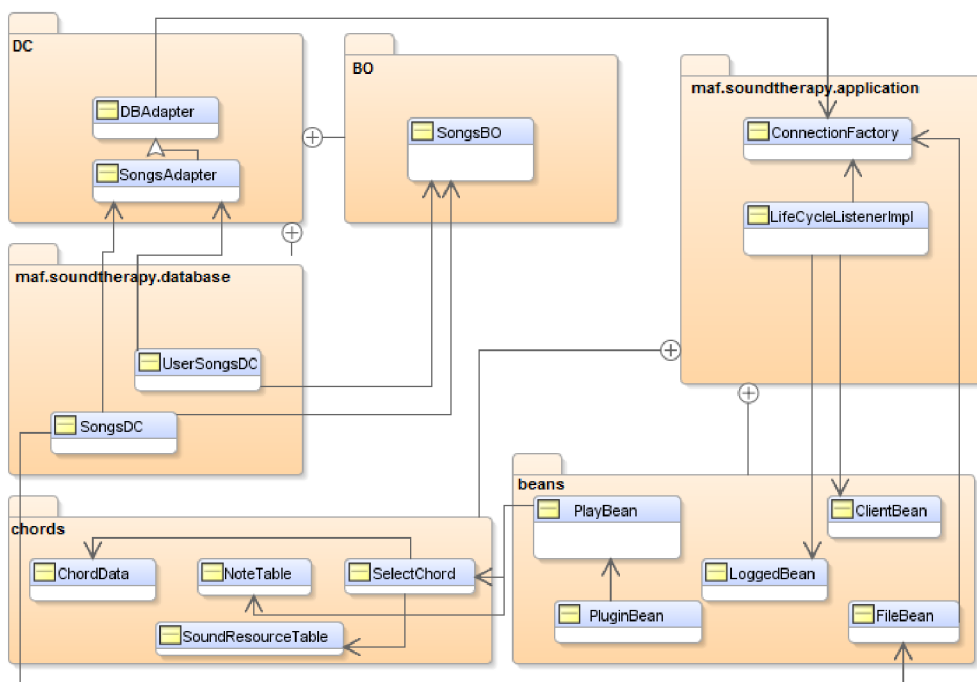 DC
DBAdapter
SongsAdapter
BO
SongsBO
maf.soundtherapy.application
ConnectionFactory
LifeCycleListenerImpl
maf.soundtherapy.database
UserSongsDC
SongsDC
chords
ChordData
NoteTable
SelectChord
SoundResourceTable
beans
PlayBean
ClientBean
LoggedBean
PluginBean
FileBean